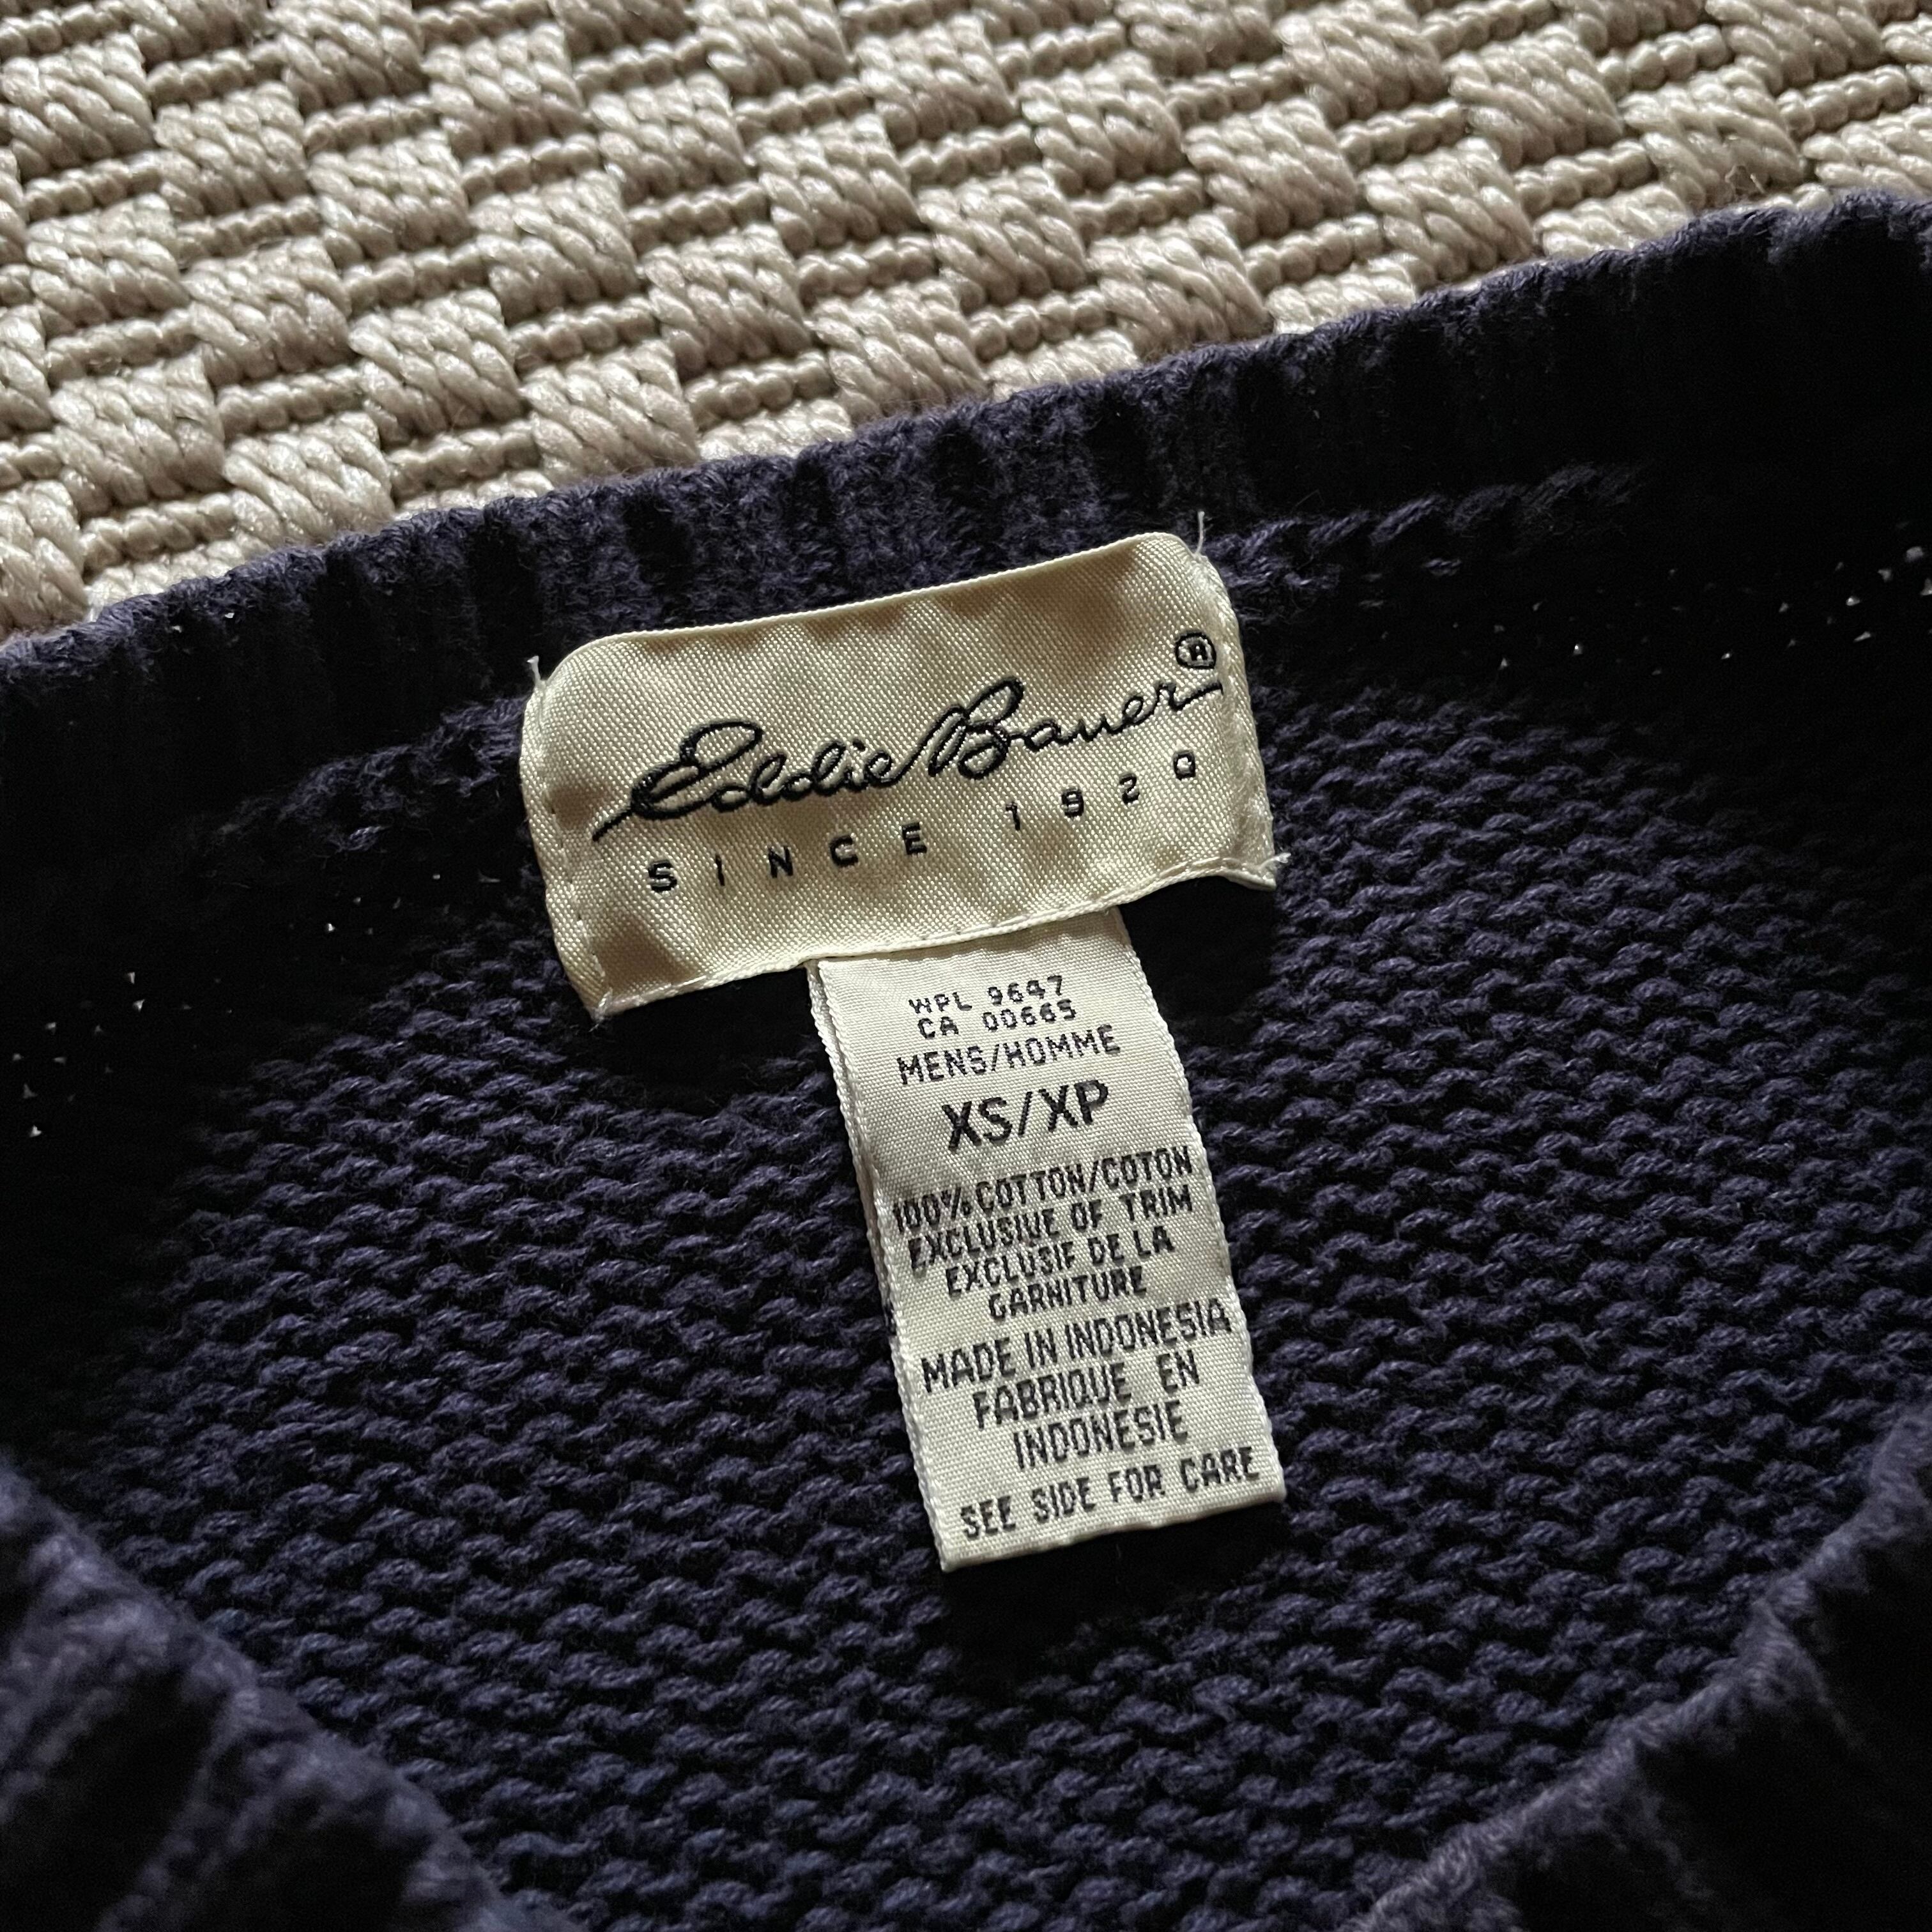 Eddie Bauer®
SINCE 1920
WPL 9647
CA 00665
MENS/HOMME
XS/XP
100% COTTON/COTON
EXCLUSIVE OF TRIM
EXCLUSIF DE LA
GARNITURE
MADE IN INDONESIA
FABRIQUE EN
INDONESIE
SEE SIDE FOR CARE